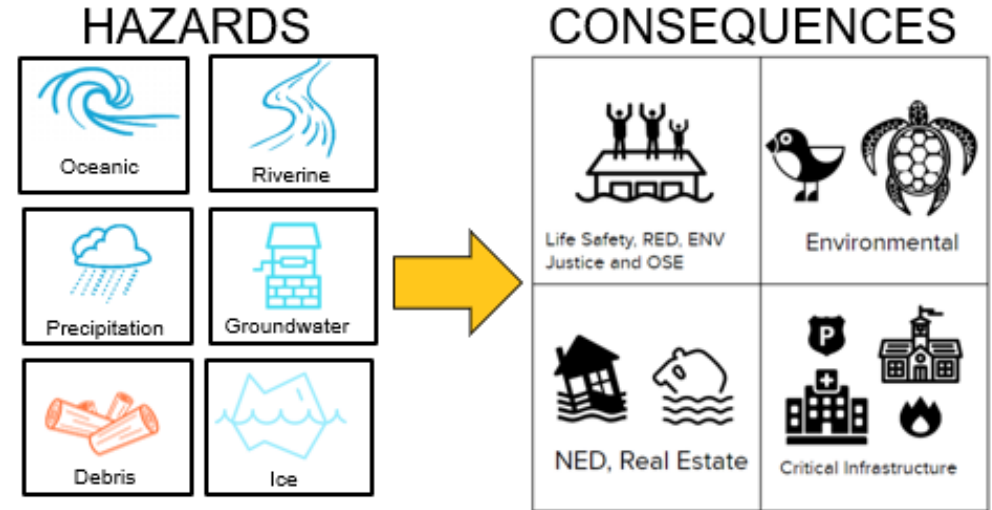 HAZARDS
CONSEQUENCES
Oceanic
Riverine
Precipitation
Groundwater
Debris
Ice
Life Safety, RED, ENV
Justice and OSE
Environmental
NED, Real Estate
P
Critical Infrastructure